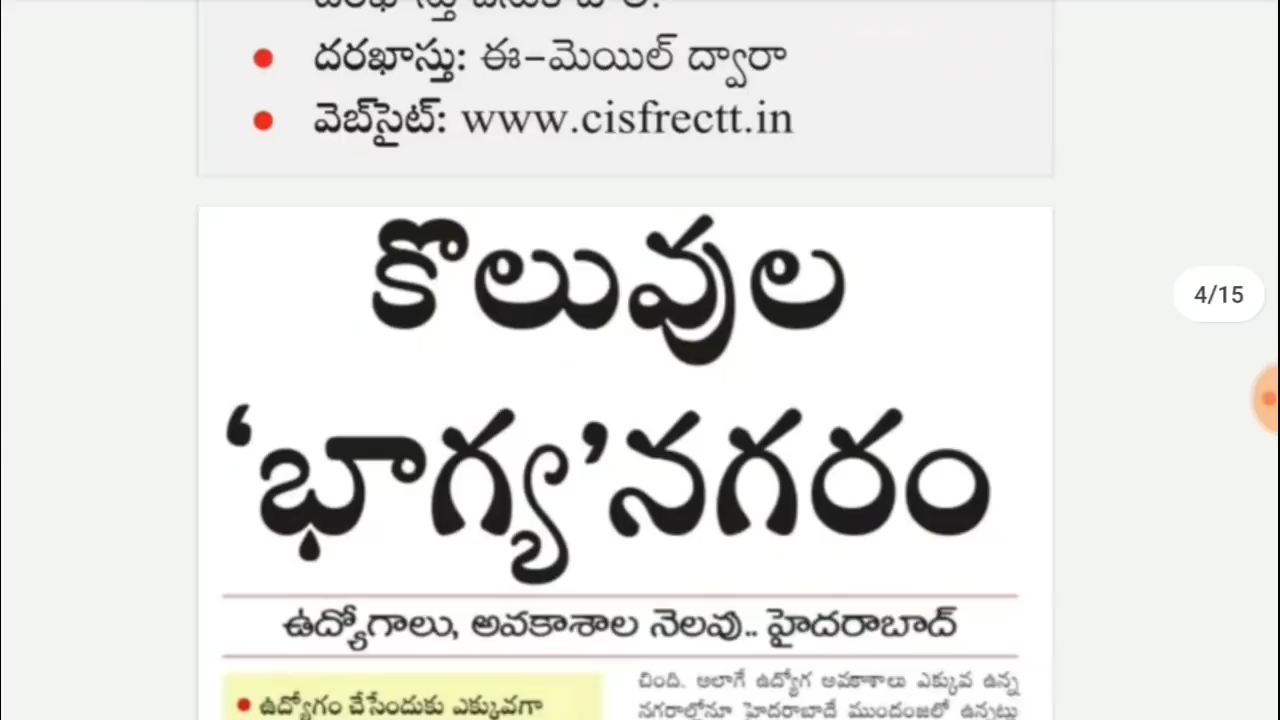 దరఖాస్తు: ఈ-మెయిల్ ద్వారా
వెబ్‌సైట్: www.cisfrectt.in
కొలువుల
‘భాగ్య’నగరం
ఉద్యోగాలు, అవకాశాల నెలవు.. హైదరాబాద్
ఉద్యోగం చేసేందుకు ఎక్కువగా
చింది. అలాగే ఉద్యోగ అవకాశాలు ఎక్కువ ఉన్న
నగరాల్లోనూ హైదరాబాదే ముందంజలో ఉన్నట్టు
4/15